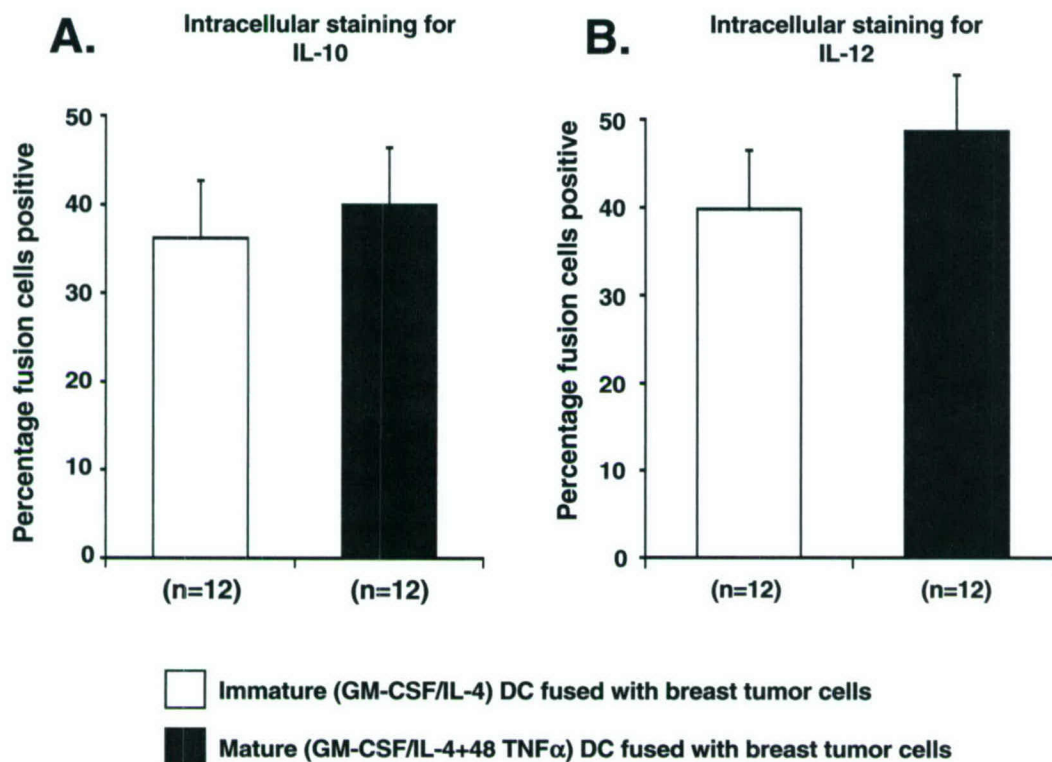 A.
Intracellular staining for
IL-10
Percentage fusion cells positive
50
40
30
20
10
0
(n=12)
(n=12)
B.
Intracellular staining for
IL-12
Percentage fusion cells positive
50
40
30
20
10
0
(n=12)
(n=12)
Immature (GM-CSF/IL-4) DC fused with breast tumor cells
Mature (GM-CSF/IL-4+48 TNFα) DC fused with breast tumor cells